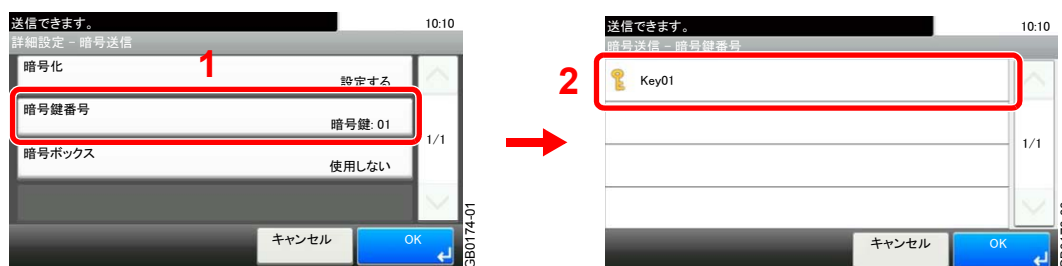 送信できます。
10:10
詳細設定 - 暗号送信
1
暗号化
設定する
暗号鍵番号
暗号鍵: 01
1/1
暗号ボックス
使用しない
キャンセル
OK
GB0174-01
送信できます。
10:10
暗号送信 - 暗号鍵番号
2
Key01
1/1
キャンセル
OK